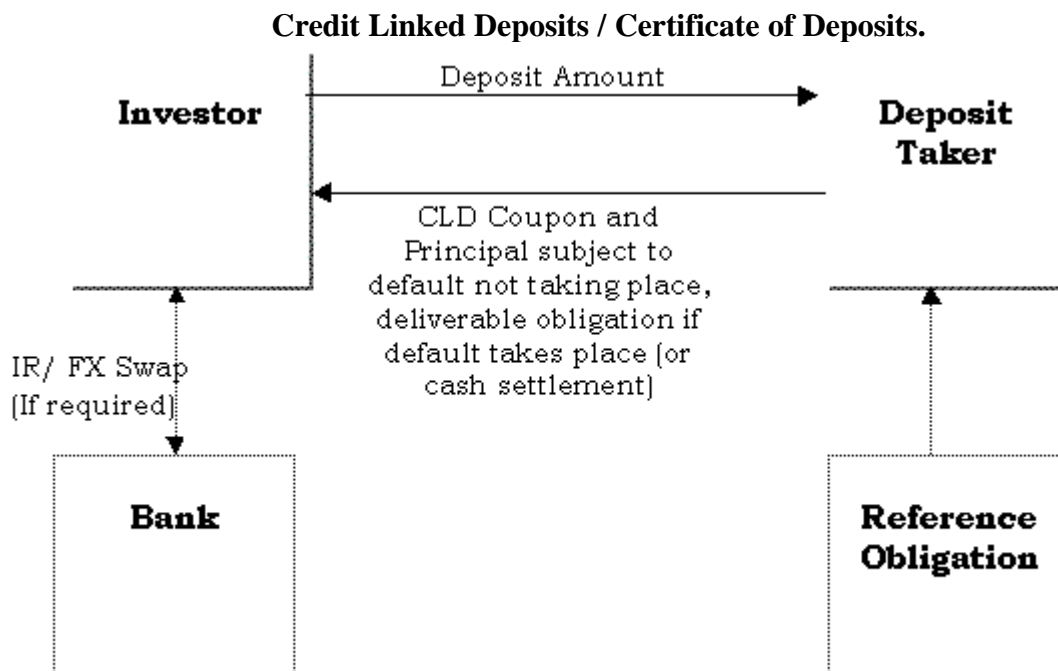 Credit Linked Deposits / Certificate of Deposits.
Deposit Amount
Investor
Deposit
Taker
CLD Coupon and
Principal subject to
default not taking place,
deliverable obligation if
default takes place (or
cash settlement)
IR/ FX Swap
(If required)
Bank
Reference
Obligation